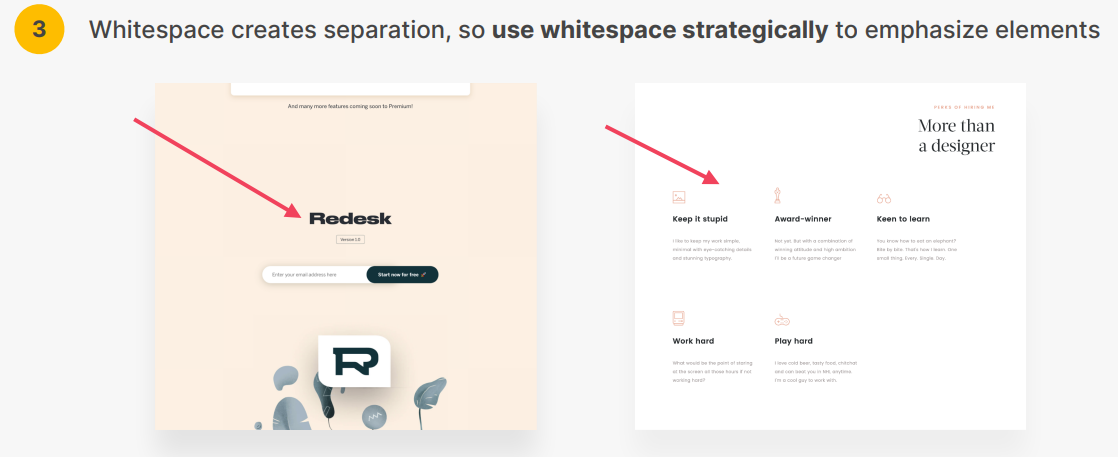 3
Whitespace creates separation, so use whitespace strategically to emphasize elements
And many more features coming soon to Premium!
Redesk
Version 1.0
Enter your email address here
Start now for free
R
PERKS OF HIRING ME
More than
a designer
Keep it stupid
I like to keep my work simple,
minimal with eye-catching details
and stunning typography.
Award-winner
Not yet. But with a combination of
winning attitude and high ambition
I'll be a future game changer.
Keen to learn
You know how to eat an elephant?
Bite by bite. That's how I learn. One
small thing. Every. Single. Day.
Work hard
What would be the point of staring
at the screen all those hours if not
working hard?
Play hard
I love cold beer, tasty food, chitchat
and can beat you in fifa anytime.
I'm a cool guy to work with.